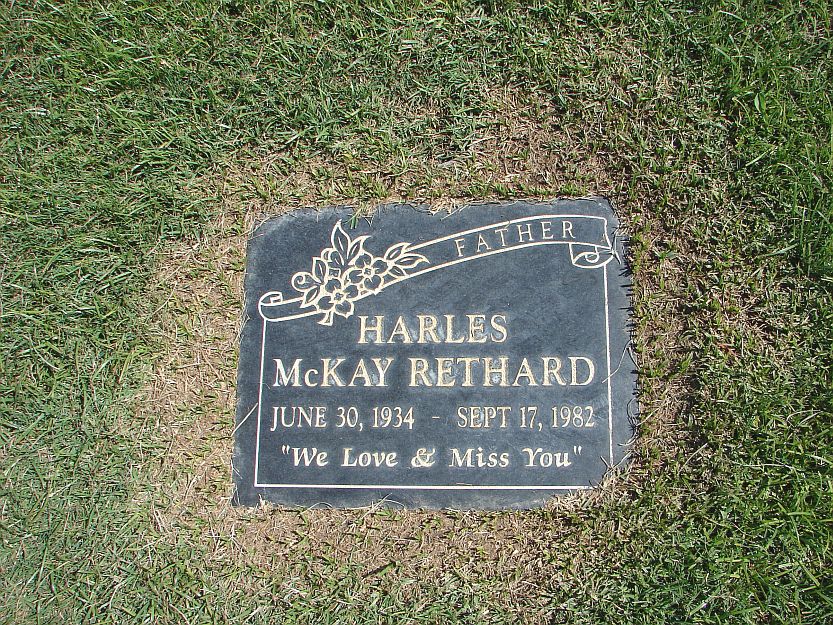 FATHER
HARLES
McKAY RETHARD
JUNE 30, 1934 - SEPT 17, 1982
"We Love & Miss You"